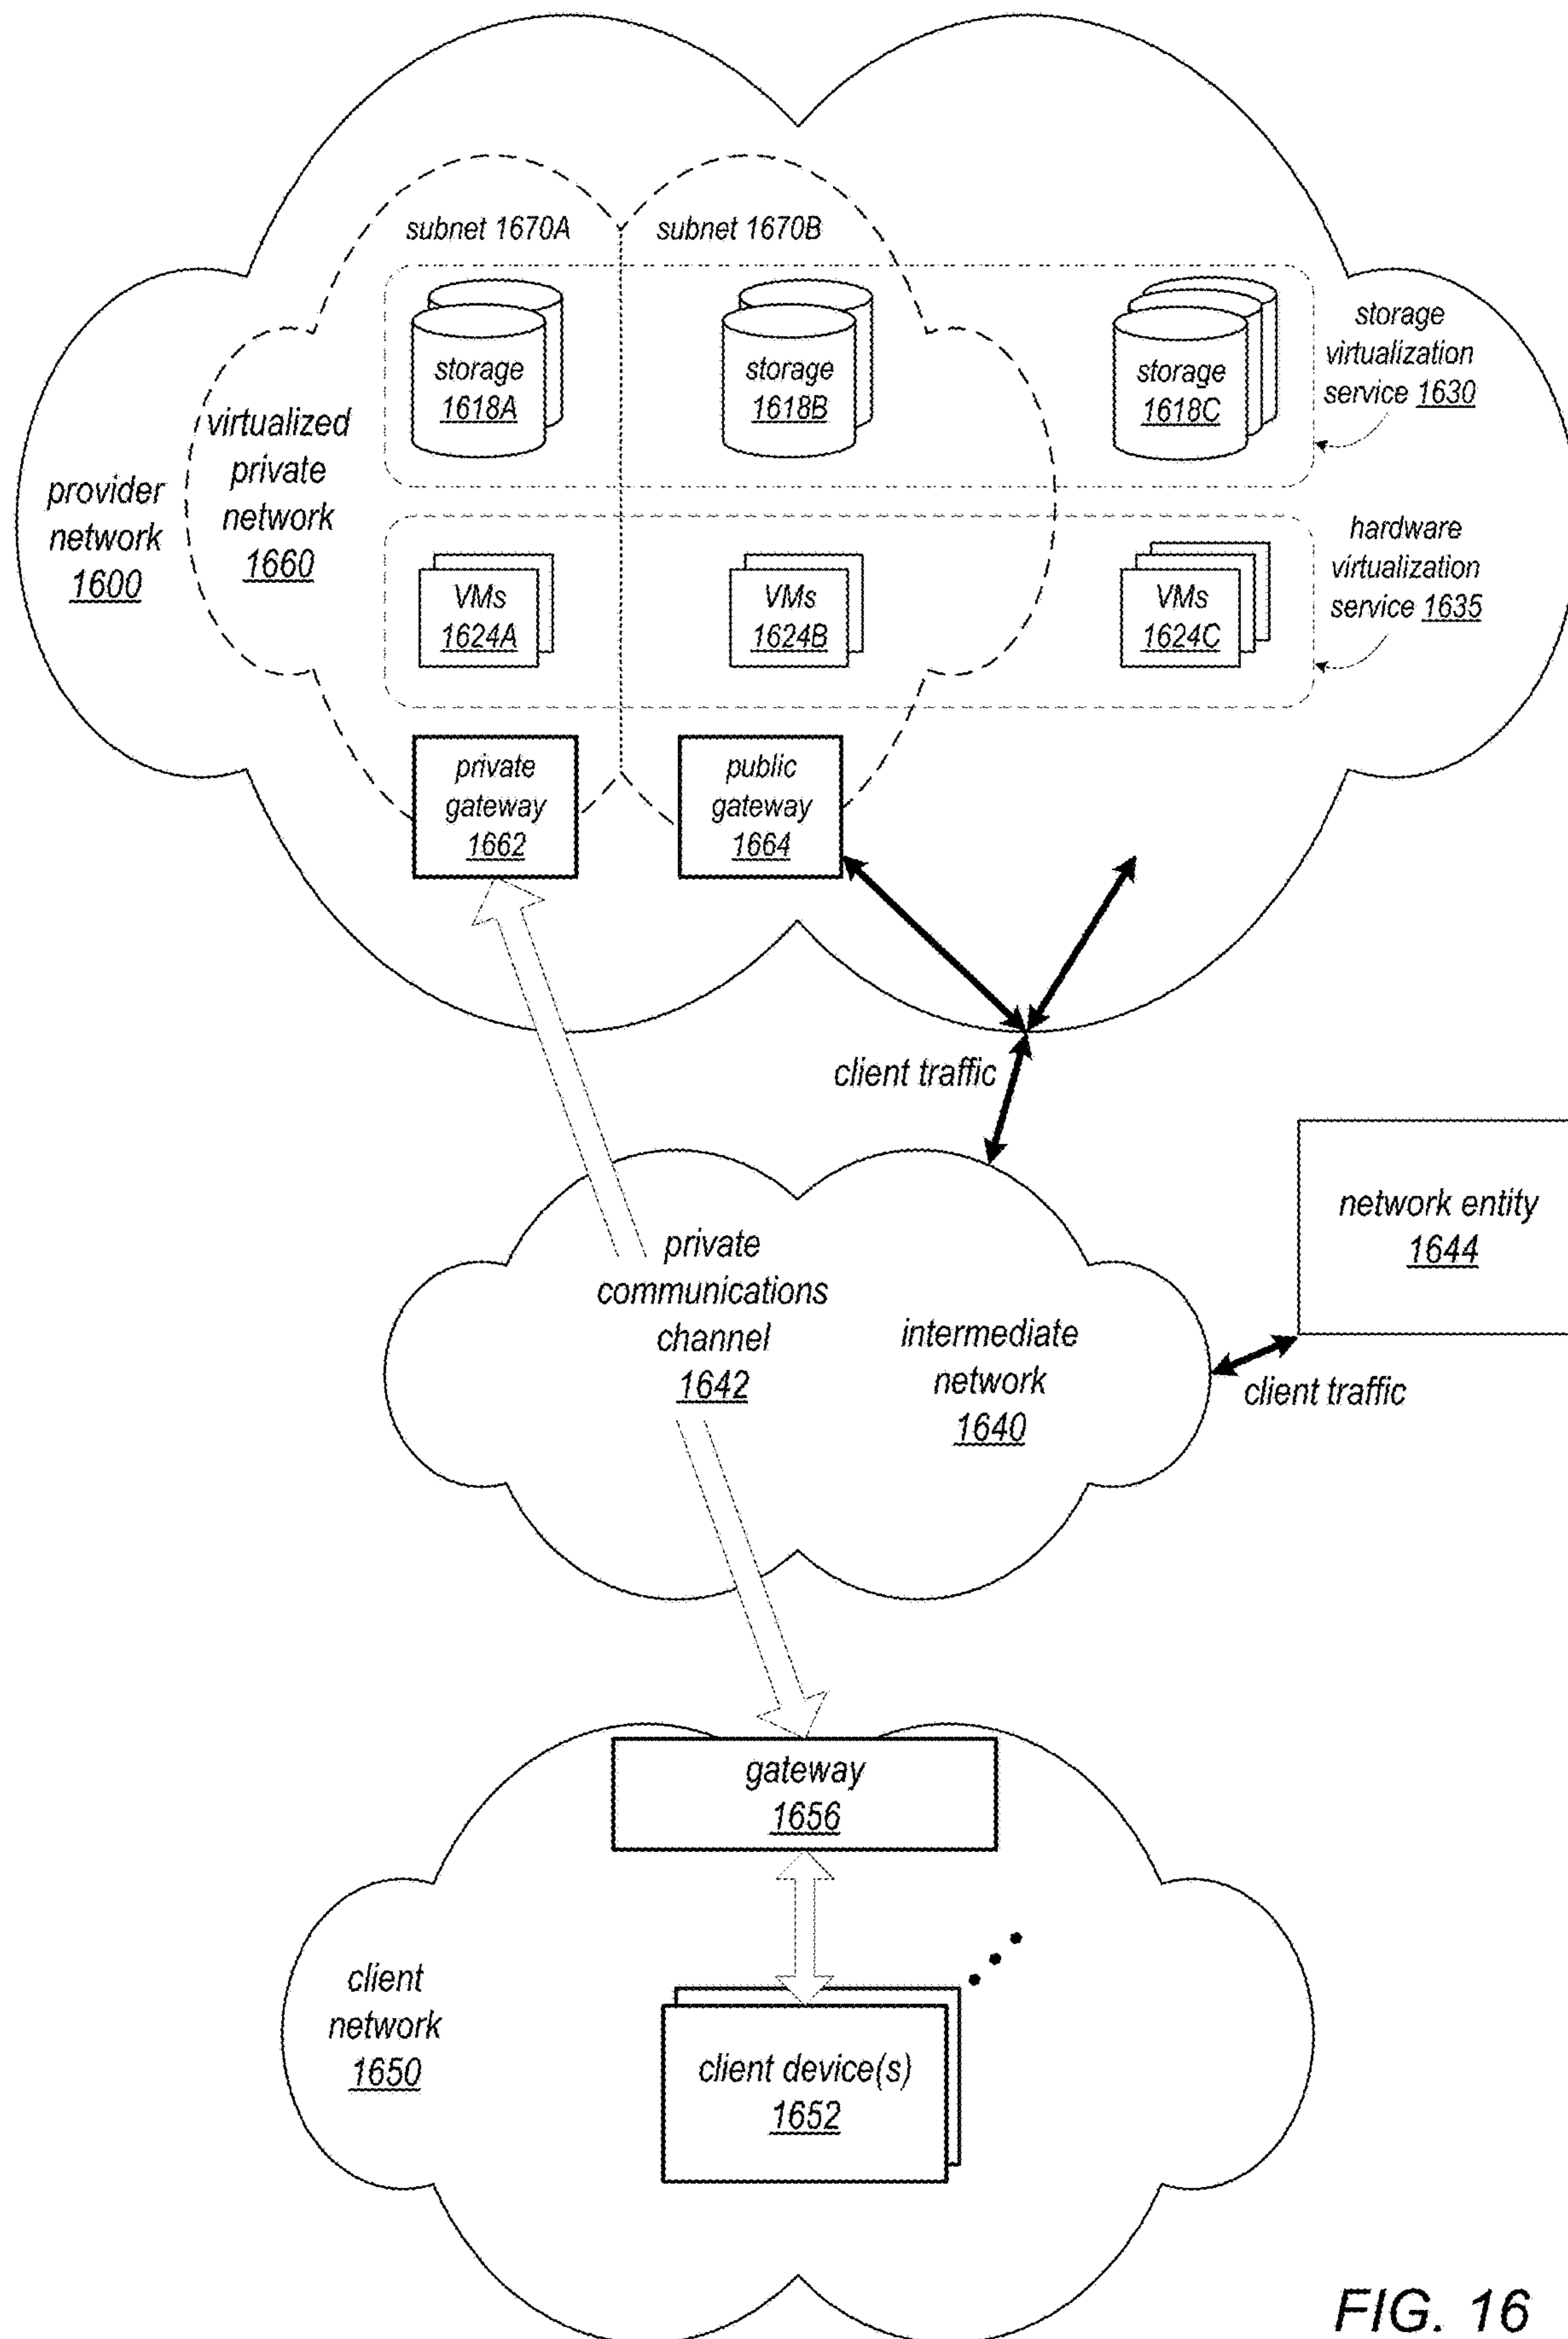 subnet 1670A
subnet 1670B
storage
1618A
storage
1618B
storage
1618C
storage
virtualization
service 1630
provider
network
1600
virtualized
private
network
1660
VMs
1624A
VMs
1624B
VMs
1624C
hardware
virtualization
service 1635
private
gateway
1662
public
gateway
1664
client traffic
network entity
1644
private
communications
channel
1642
intermediate
network
1640
client traffic
gateway
1656
client
network
1650
client device(s)
1652
FIG. 16